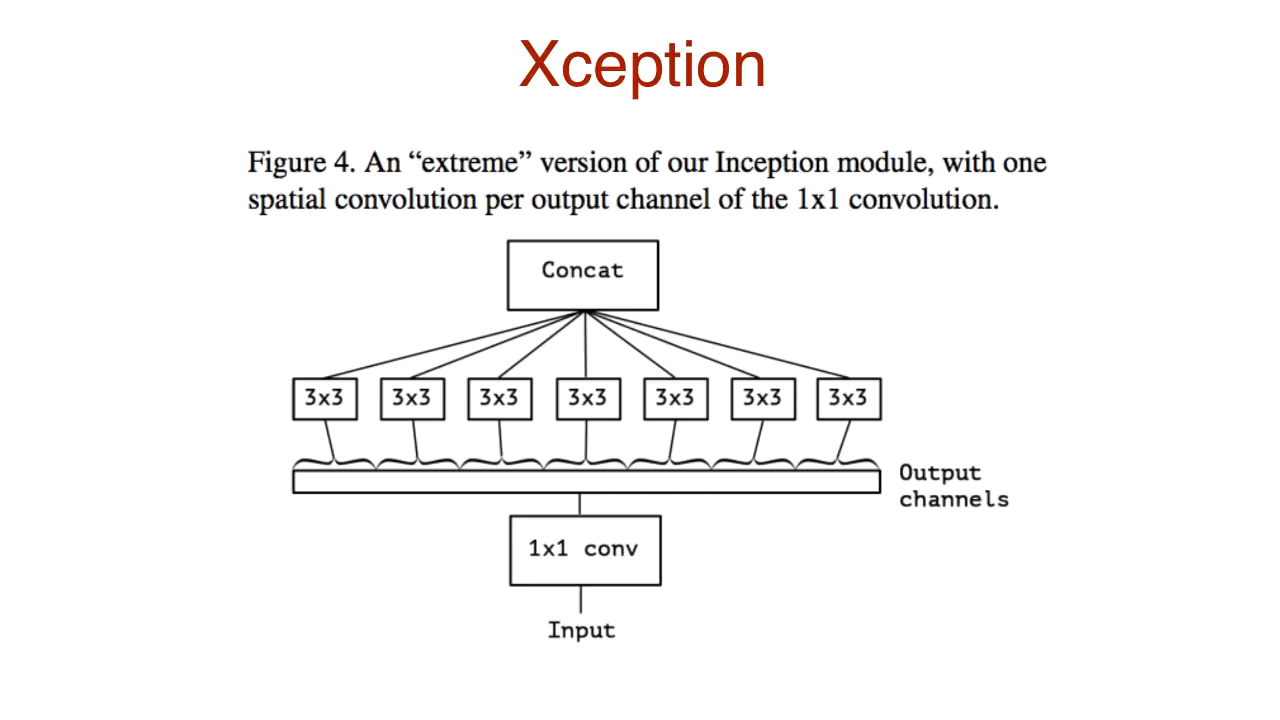 Xception
Figure 4. An “extreme” version of our Inception module, with one
spatial convolution per output channel of the 1x1 convolution.
Concat
3x3 3x3 3x3 3x3 3x3 3x3 3x3
Output
channels
1x1 conv
Input